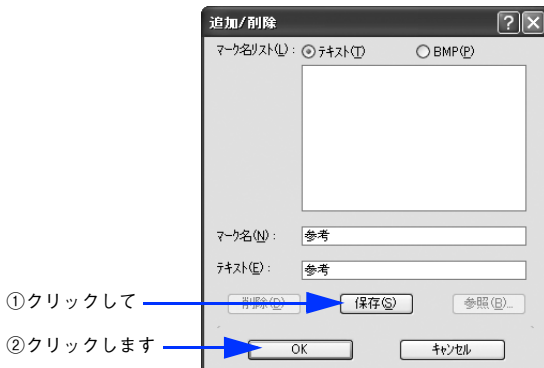 追加/削除
マーク名リスト(L): テキスト(T) BMP(P)
マーク名(N): 参考
テキスト(E): 参考
①クリックして 削除(D) 保存(S) 参照(B)...
②クリックします OK キャンセル